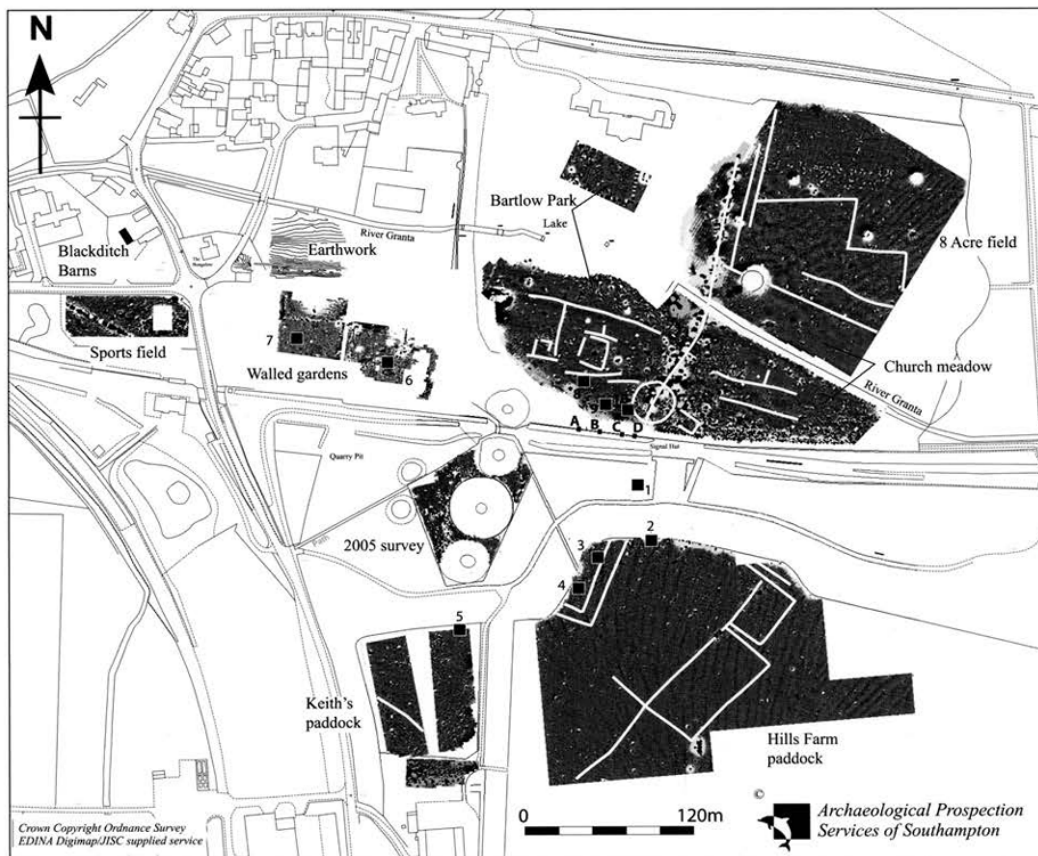 N
Bartlow Park
Lake
River Granta
Earthwork
8 Acre field
Blackditch
Barns
Sports field
7
Walled gardens
6
Church meadow
River Granta
A
B
C
D
Signal Hut
Quarry Pit
1
2005 survey
Path
2
3
4
5
Keith's
paddock
Hills Farm
paddock
0
120m
©
Archaeological Prospection
Services of Southampton
Crown Copyright Ordnance Survey
EDINA Digimap/JISC supplied service